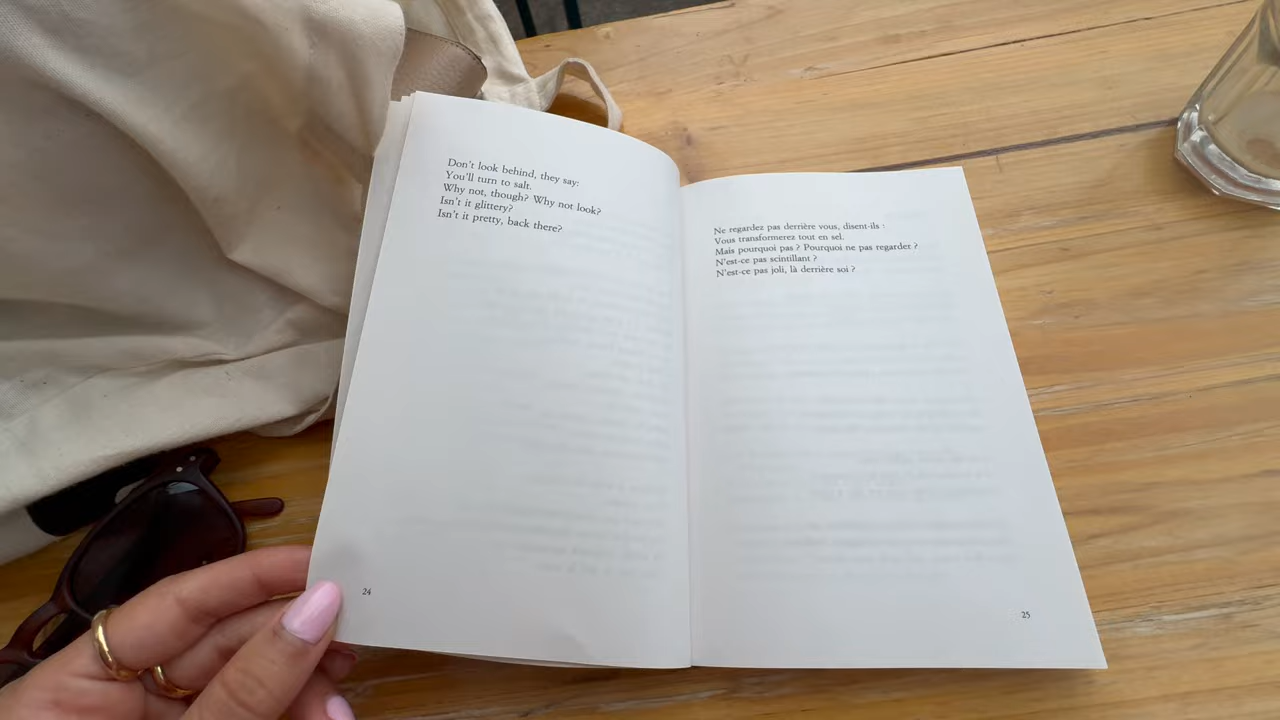 Don't look behind, they say:
You'll turn to salt.
Why not, though? Why not look?
Isn't it glittery?
Isn't it pretty, back there?
24
Ne regardez pas derrière vous, disent-ils :
Vous transformerez tout en sel.
Mais pourquoi pas ? Pourquoi ne pas regarder ?
N'est-ce pas scintillant ?
N'est-ce pas joli, là derrière soi ?
25